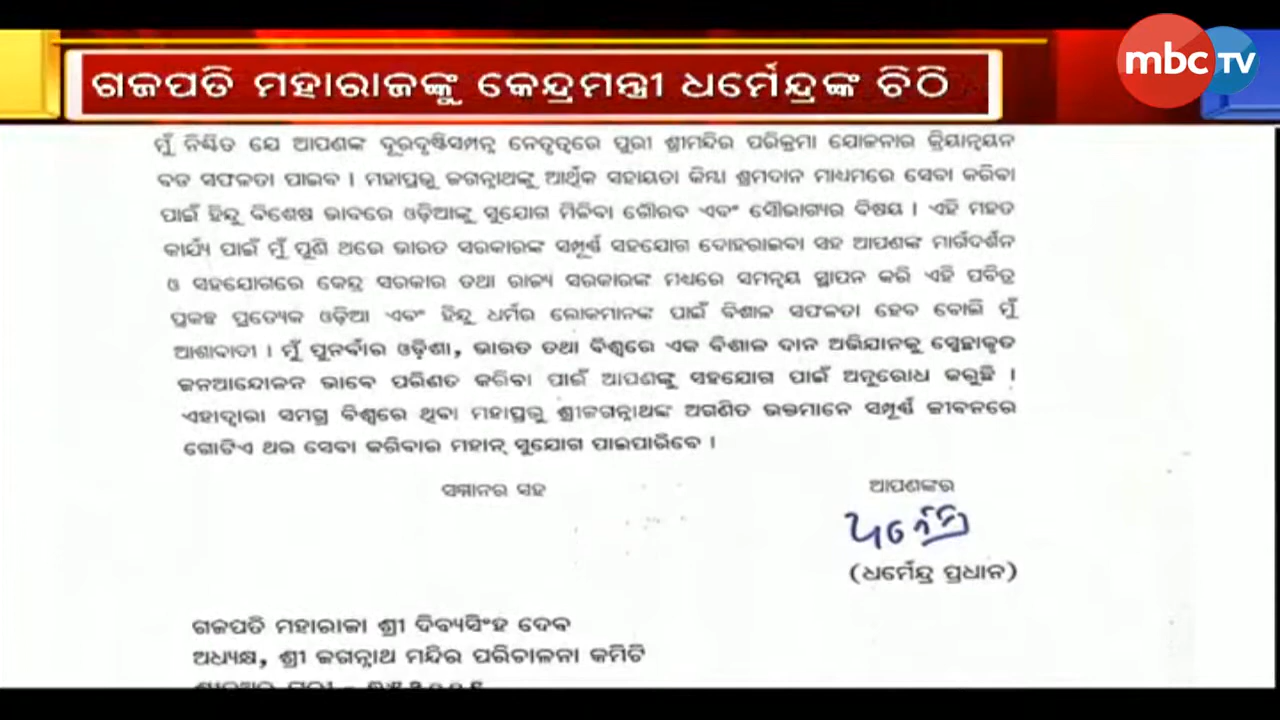 mbc TV
ଗଜପତି ମହାରାଜଙ୍କୁ କେନ୍ଦ୍ରମନ୍ତ୍ରୀ ଧର୍ମେନ୍ଦ୍ରଙ୍କ ଚିଠି
ମୁଁ ନିଶ୍ଚିତ ଯେ ଆପଣଙ୍କ ଦୂରଦୃଷ୍ଟିସମ୍ପନ୍ନ ନେତୃତ୍ୱରେ ପୁରୀ ଶ୍ରୀମନ୍ଦିର ପରିକ୍ରମା ଯୋଜନାର କ୍ରିୟାନ୍ୱୟନ
ବଡ ସଫଳତା ପାଇବ । ମହାପ୍ରଭୁ ଜଗନ୍ନାଥଙ୍କୁ ଆର୍ଥିକ ସହାୟତା କିମ୍ବା ଶ୍ରମଦାନ ମାଧ୍ୟମରେ ସେବା କରିବା
ପାଇଁ ହିନ୍ଦୁ ବିଶେଷ ଭାବରେ ଓଡ଼ିଆଙ୍କୁ ସୁଯୋଗ ମିଳିବା ଗୌରବ ଏବଂ ସୌଭାଗ୍ୟର ବିଷୟ । ଏହି ମହତ
କାର୍ଯ୍ୟ ପାଇଁ ମୁଁ ପୁଣି ଥରେ ଭାରତ ସରକାରଙ୍କ ସମ୍ପୂର୍ଣ୍ଣ ସହଯୋଗ ଦୋହରାଇବା ସହ ଆପଣଙ୍କ ମାର୍ଗଦର୍ଶନ
ଓ ସହଯୋଗରେ କେନ୍ଦ୍ର ସରକାର ତଥା ରାଜ୍ୟ ସରକାରଙ୍କ ମଧ୍ୟରେ ସମନ୍ୱୟ ସ୍ଥାପନ କରି ଏହି ପବିତ୍ର
ପ୍ରକଳ୍ପ ପ୍ରତ୍ୟେକ ଓଡ଼ିଆ ଏବଂ ହିନ୍ଦୁ ଧର୍ମର ଲୋକମାନଙ୍କ ପାଇଁ ବିଶାଳ ସଫଳତା ହେବ ବୋଲି ମୁଁ
ଆଶାବାଦୀ । ମୁଁ ପୁନର୍ବାର ଓଡ଼ିଶା, ଭାରତ ତଥା ବିଶ୍ୱରେ ଏକ ବିଶାଳ ଦାନ ଅଭିଯାନକୁ ସ୍ୱେଚ୍ଛାକୃତ
ଜନଆନ୍ଦୋଳନ ଭାବେ ପରିଣତ କରିବା ପାଇଁ ଆପଣଙ୍କୁ ସହଯୋଗ ପାଇଁ ଅନୁରୋଧ କରୁଛି ।
ଏହାଦ୍ୱାରା ସମଗ୍ର ବିଶ୍ୱରେ ଥିବା ମହାପ୍ରଭୁ ଶ୍ରୀଜଗନ୍ନାଥଙ୍କ ଅଗଣିତ ଭକ୍ତମାନେ ସମ୍ପୂର୍ଣ୍ଣ ଜୀବନରେ
ଗୋଟିଏ ଥର ସେବା କରିବାର ମହାନ୍ ସୁଯୋଗ ପାଇପାରିବେ ।
ସମ୍ମାନର ସହ
ଆପଣଙ୍କର
(ଧର୍ମେନ୍ଦ୍ର ପ୍ରଧାନ)
ଗଜପତି ମହାରାଜା ଶ୍ରୀ ଦିବ୍ୟସିଂହ ଦେବ
ଅଧ୍ୟକ୍ଷ, ଶ୍ରୀ ଜଗନ୍ନାଥ ମନ୍ଦିର ପରିଚାଳନା କମିଟି